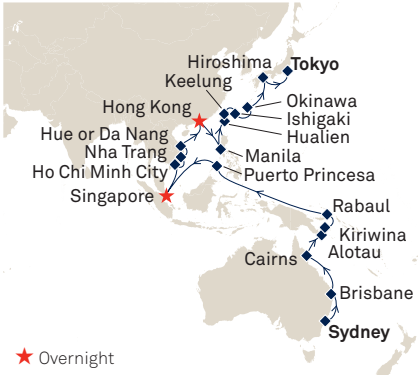 Hiroshima
Tokyo
Keelung
Hong Kong
Okinawa
Ishigaki
Hualien
Hue or Da Nang
Nha Trang
Manila
Ho Chi Minh City
Puerto Princesa
Singapore
Rabaul
Kiriwina
Alotau
Cairns
Brisbane
Sydney
Overnight